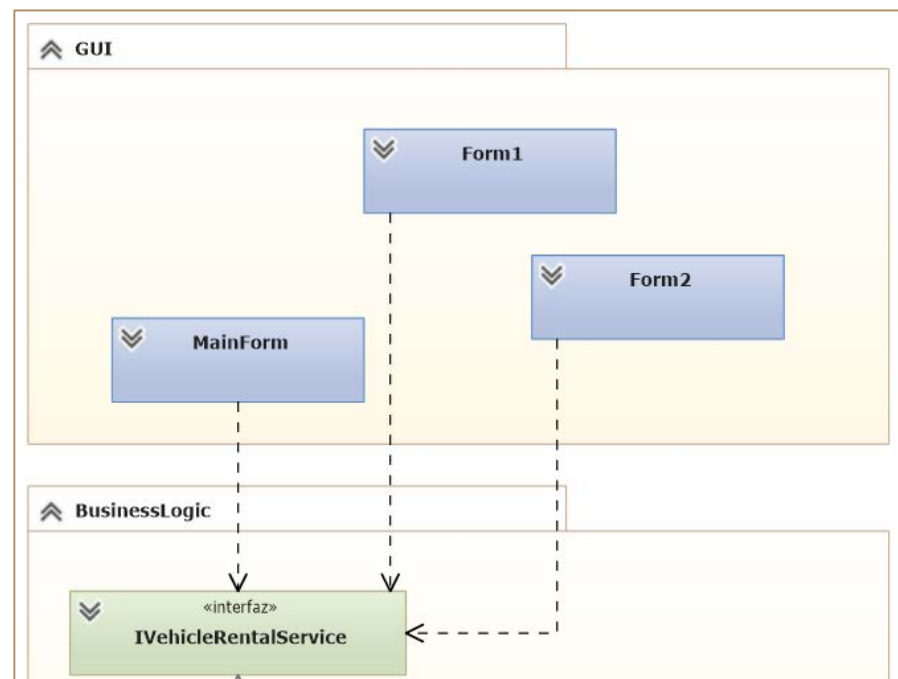 GUI
Form1
Form2
MainForm
BusinessLogic
«interfaz»
IVehicleRentalService